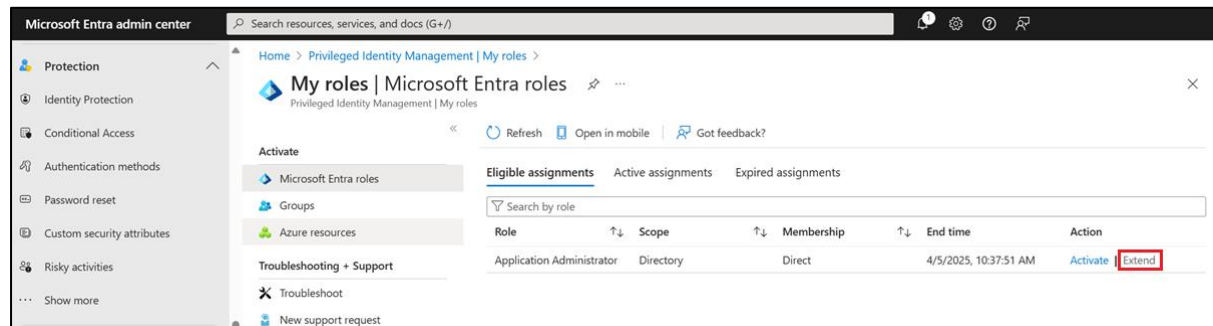 Microsoft Entra admin center
Search resources, services, and docs (G+/)
1
Protection
Identity Protection
Conditional Access
Authentication methods
Password reset
Custom security attributes
Risky activities
Show more
Home > Privileged Identity Management | My roles >
My roles | Microsoft Entra roles
Privileged Identity Management | My roles
Activate
Microsoft Entra roles
Groups
Azure resources
Troubleshooting + Support
Troubleshoot
New support request
Refresh Open in mobile Got feedback?
Eligible assignments Active assignments Expired assignments
Search by role
Role Scope Membership End time Action
Application Administrator Directory Direct 4/5/2025, 10:37:51 AM Activate | Extend